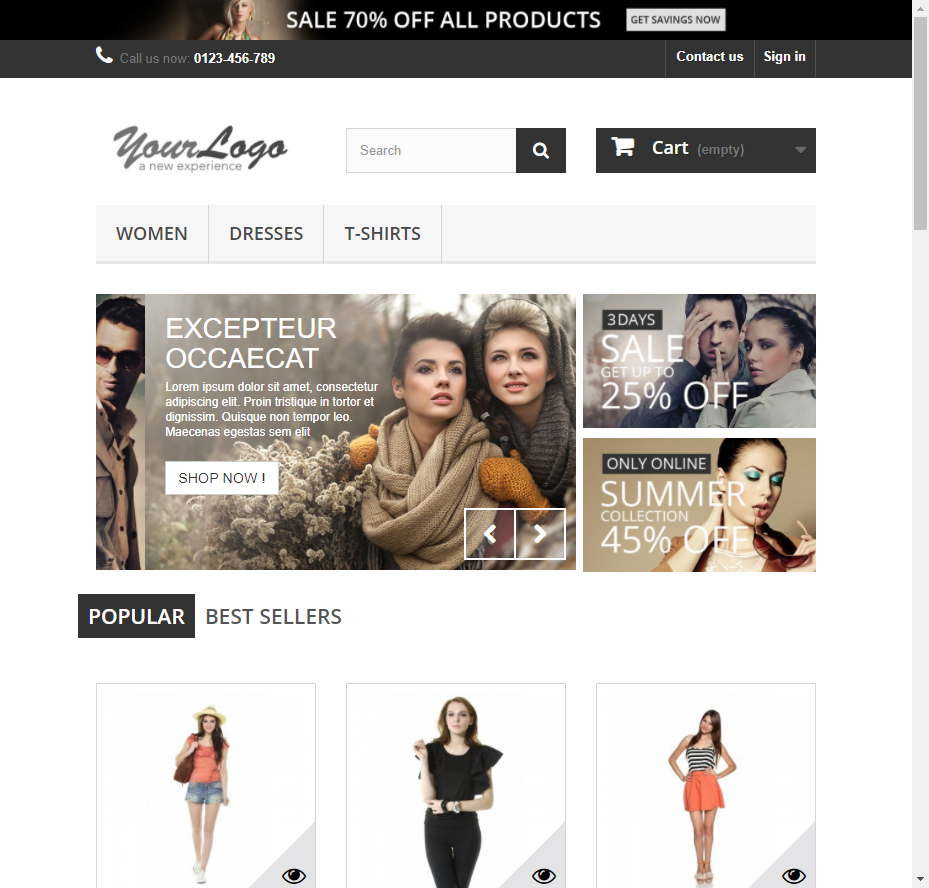 SALE 70% OFF ALL PRODUCTS
GET SAVINGS NOW
Call us now: 0123-456-789
Contact us
Sign in
YourLogo
a new experience
Search
Cart (empty)
WOMEN
DRESSES
T-SHIRTS
EXCEPTEUR
OCCAECAT
Lorem ipsum dolor sit amet, consectetur
adipiscing elit. Proin tristique in tortor et
dignissim. Quisque non tempor leo.
Maecenas egestas sem elit
SHOP NOW !
3DAYS
SALE
GET UP TO
25% OFF
ONLY ONLINE
SUMMER
COLLECTION
45% OFF
POPULAR
BEST SELLERS